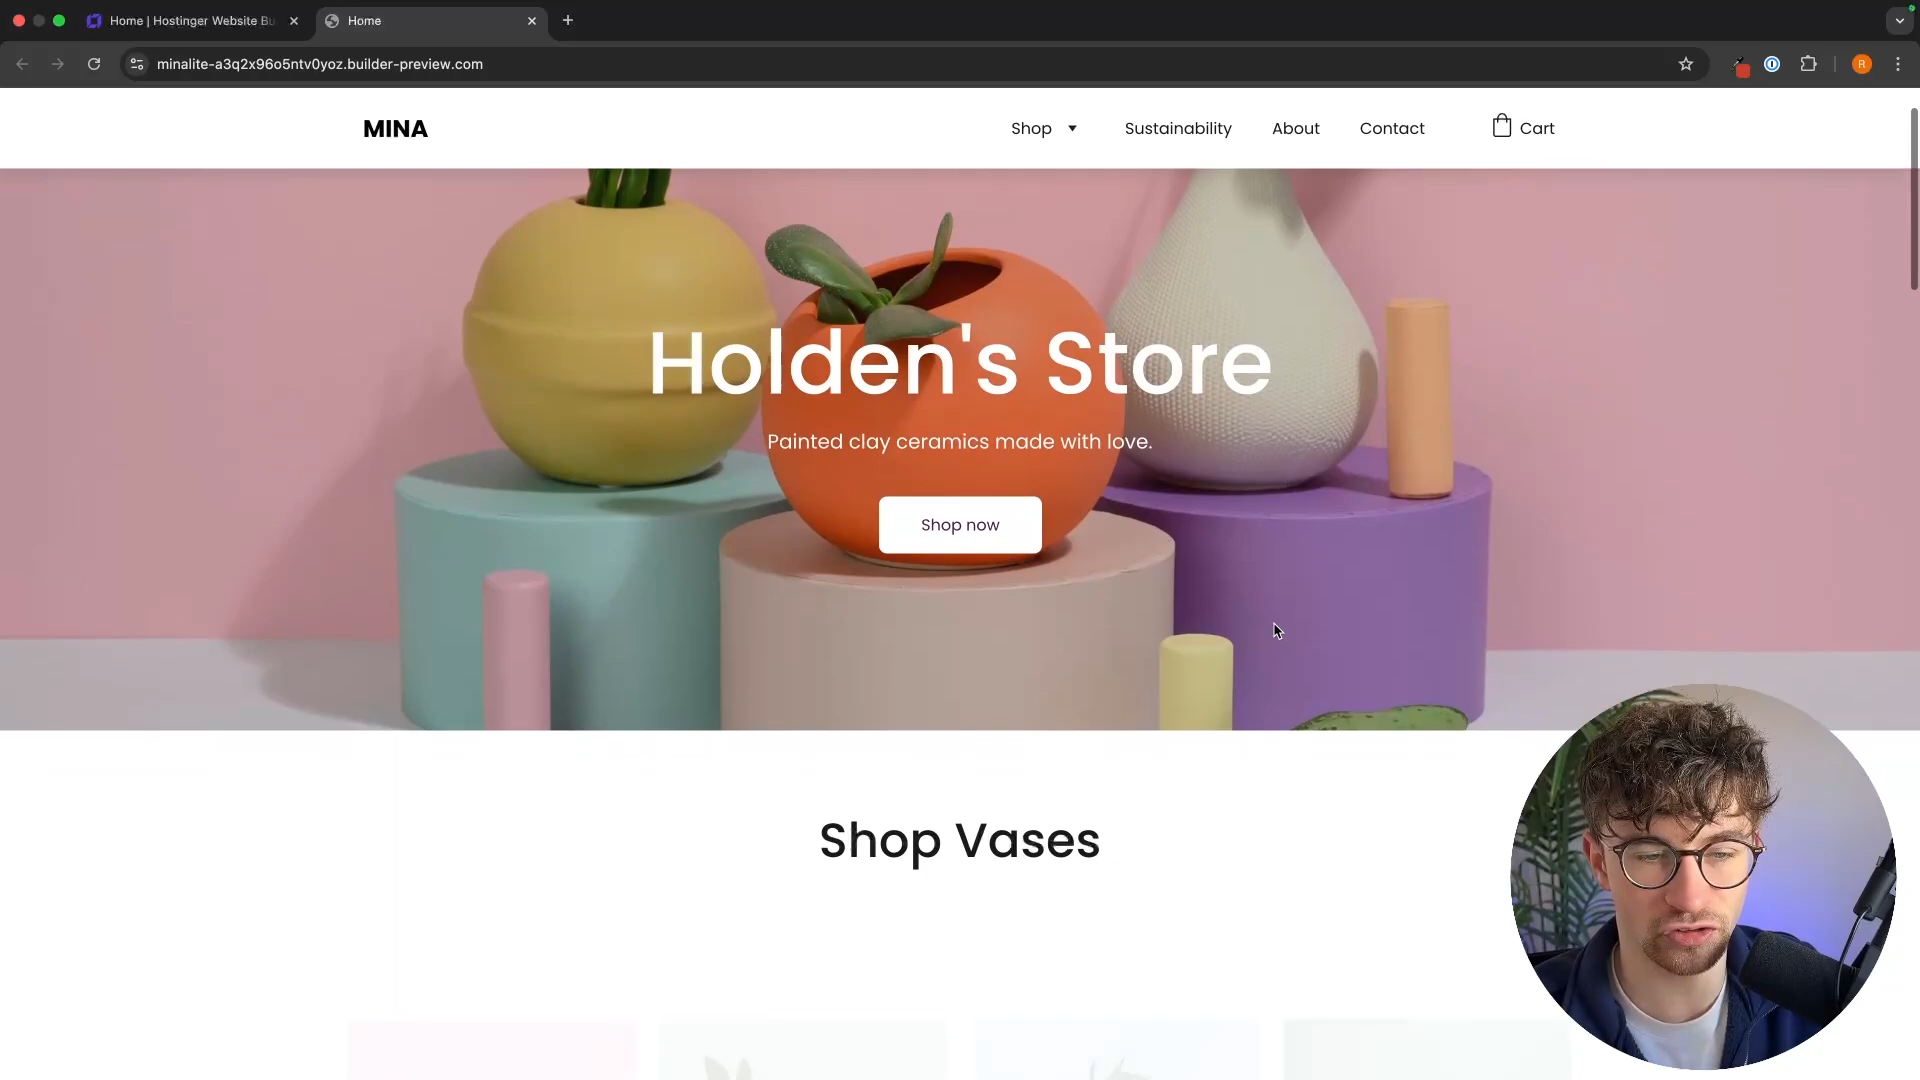 Home | Hostinger Website Bu
Home
minalite-a3q2x96o5ntv0yoz.builder-preview.com
R
MINA
Shop
Sustainability
About
Contact
Cart
Holden's Store
Painted clay ceramics made with love.
Shop now
Shop Vases